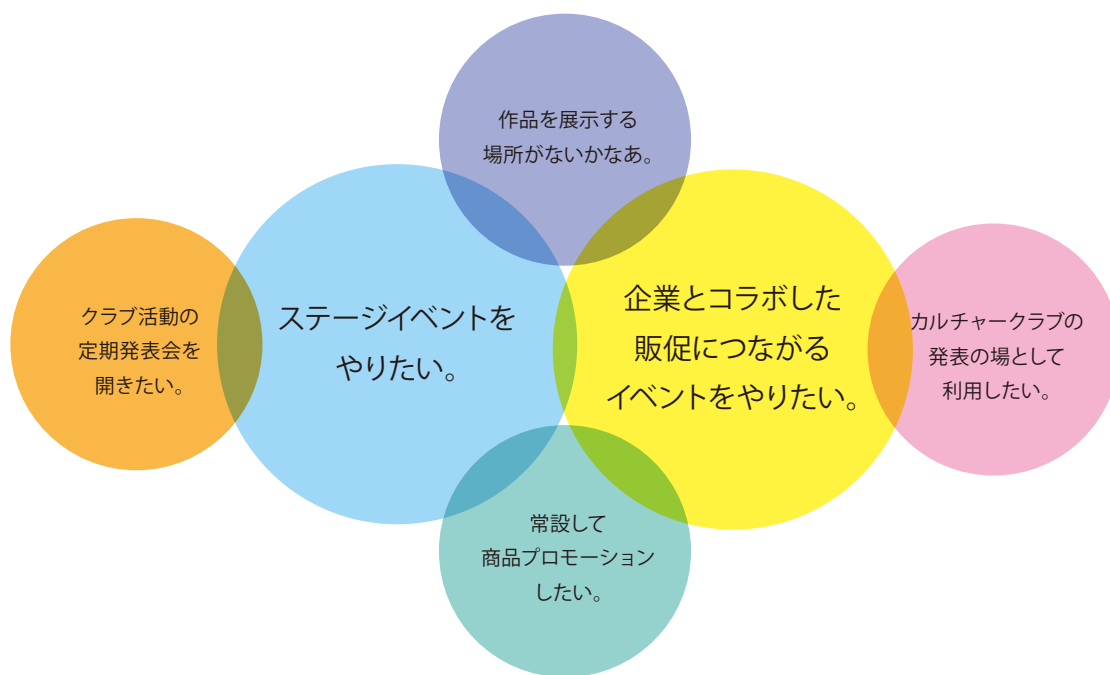 作品を展示する
場所がないかなあ。
クラブ活動の
定期発表会を
開きたい。
ステージイベントを
やりたい。
企業とコラボした
販促につながる
イベントをやりたい。
カルチャークラブの
発表の場として
利用したい。
常設して
商品プロモーション
したい。